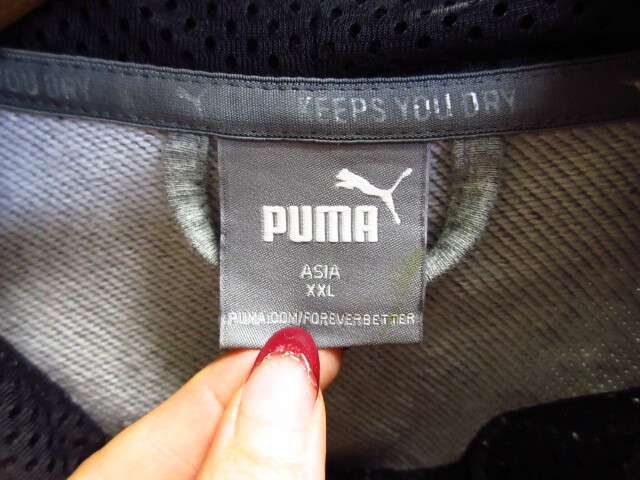 KEEPS YOU DRY
PUMA
ASIA
XXL
PUMA.COM/FOREVERBETTER